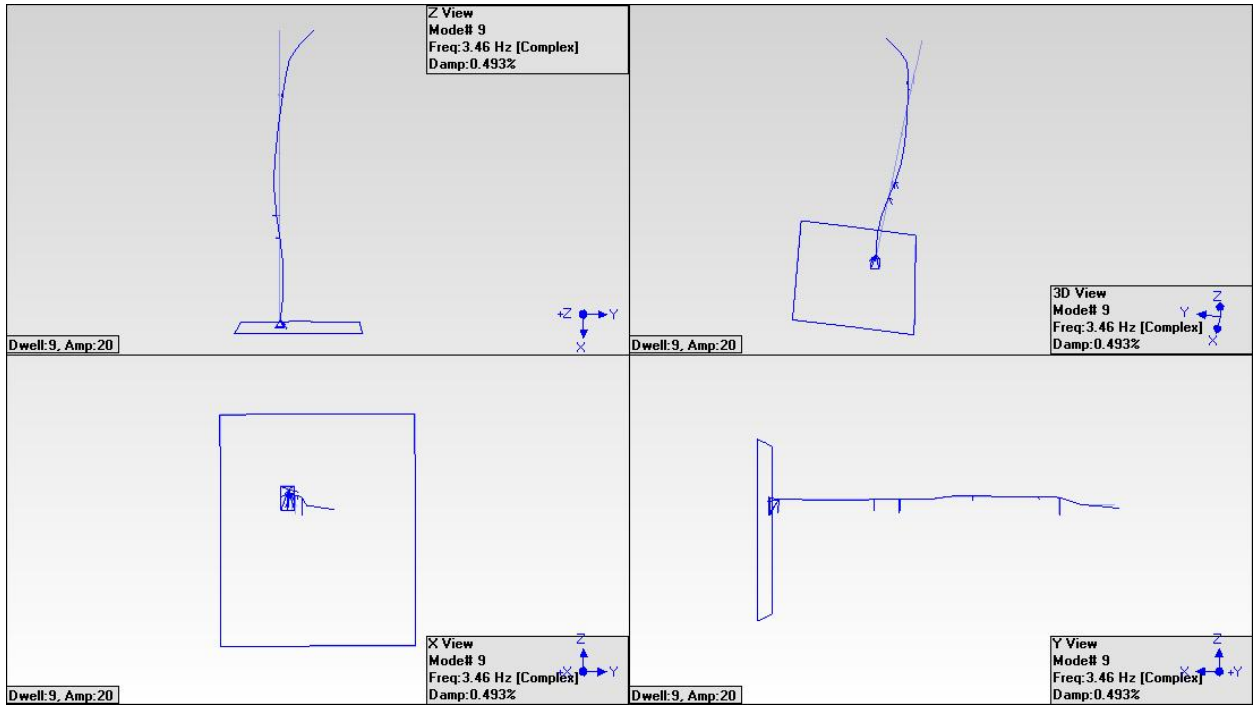 Z View
Mode# 9
Freq:3.46 Hz [Complex]
Damp:0.493%
+Z Y
X
Dwell:9, Amp:20
3D View
Mode# 9
Freq:3.46 Hz [Complex]
Damp:0.493%
Z
Y
X
Dwell:9, Amp:20
X View
Mode# 9
Freq:3.46 Hz [Complex]
Damp:0.493%
Z
+X Y
Dwell:9, Amp:20
Y View
Mode# 9
Freq:3.46 Hz [Complex]
Damp:0.493%
Z
X +Y
Dwell:9, Amp:20